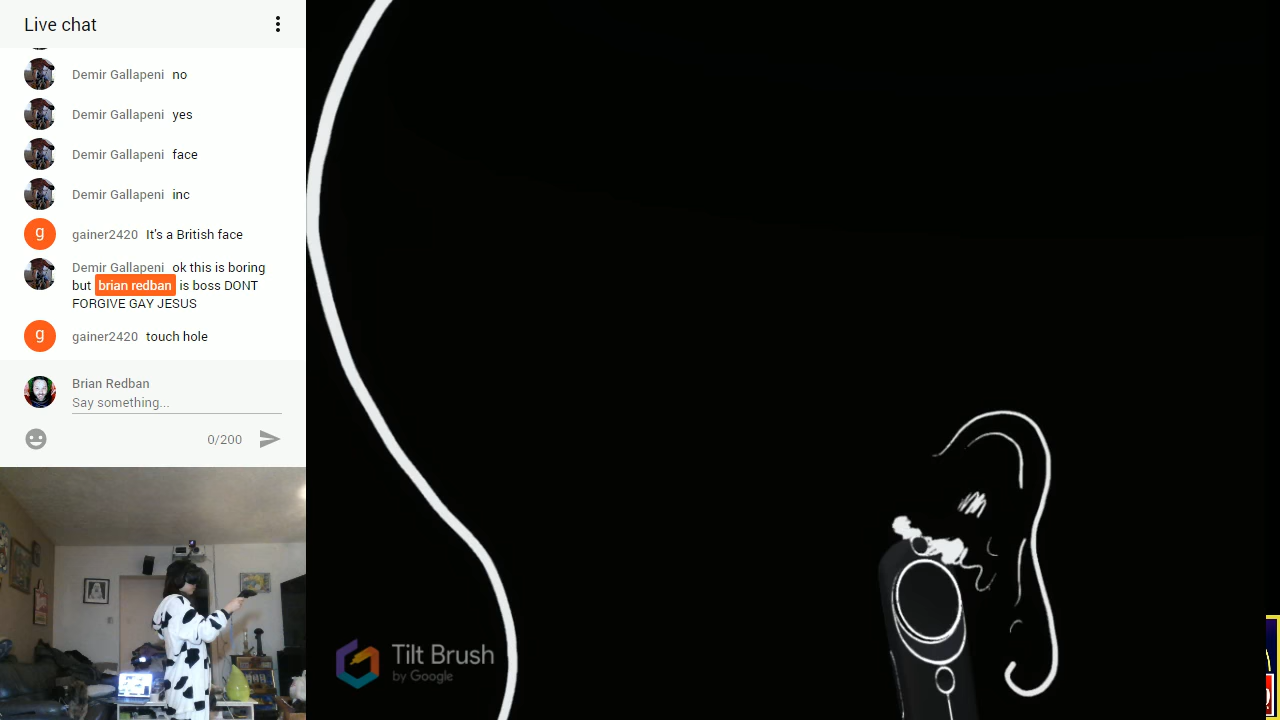 Live chat
Demir Gallapeni no
Demir Gallapeni yes
Demir Gallapeni face
Demir Gallapeni inc
g gainer2420 It's a British face
Demir Gallapeni ok this is boring
but brian redban is boss DONT
FORGIVE GAY JESUS
g gainer2420 touch hole
Brian Redban
Say something...
0/200
Tilt Brush
by Google